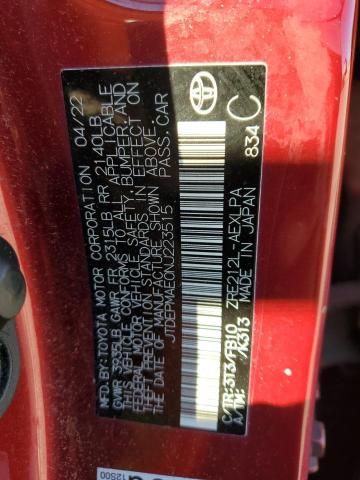 MFD.BY:TOYOTA MOTOR CORPORATION 04/22
GVWR 3935LB GAWR FR 2315LB RR 2140LB
THIS VEHICLE CONFORMS TO ALL APPLICABLE
FEDERAL MOTOR VEHICLE SAFETY, BUMPER, AND
THEFT PREVENTION STANDARDS IN EFFECT ON
THE DATE OF MANUFACTURE SHOWN ABOVE.
JTDEPMAE0NJ223515 PASS.CAR
C/TR:3T3/FB10 ZRE212L-AEXLPA
A/TM: /K313 MADE IN JAPAN 834
C
12S00